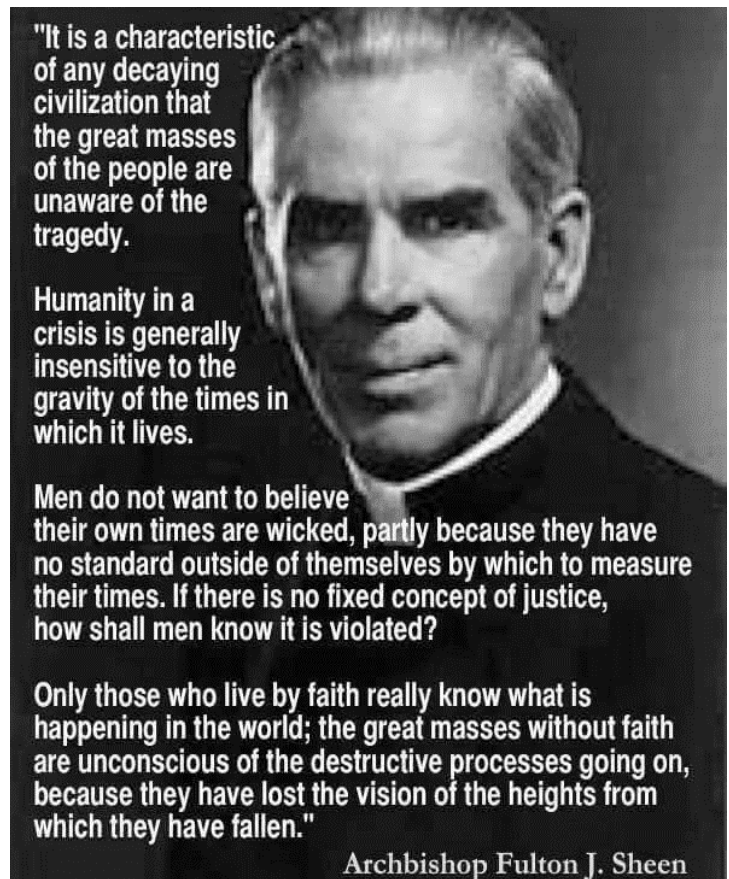 "It is a characteristic
of any decaying
civilization that
the great masses
of the people are
unaware of the
tragedy.
Humanity in a
crisis is generally
insensitive to the
gravity of the times in
which it lives.
Men do not want to believe
their own times are wicked, partly because they have
no standard outside of themselves by which to measure
their times. If there is no fixed concept of justice,
how shall men know it is violated?
Only those who live by faith really know what is
happening in the world; the great masses without faith
are unconscious of the destructive processes going on,
because they have lost the vision of the heights from
which they have fallen."
Archbishop Fulton J. Sheen